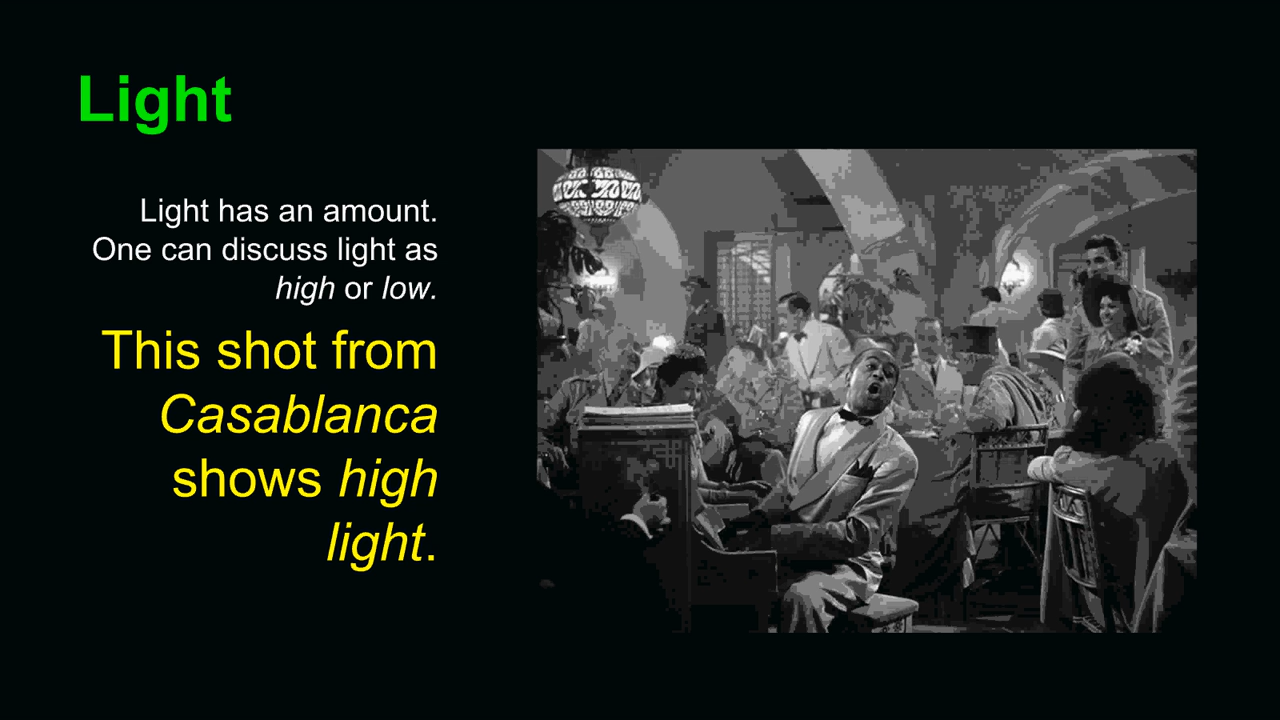 Light
Light has an amount.
One can discuss light as
high or low.
This shot from
Casablanca
shows high
light.